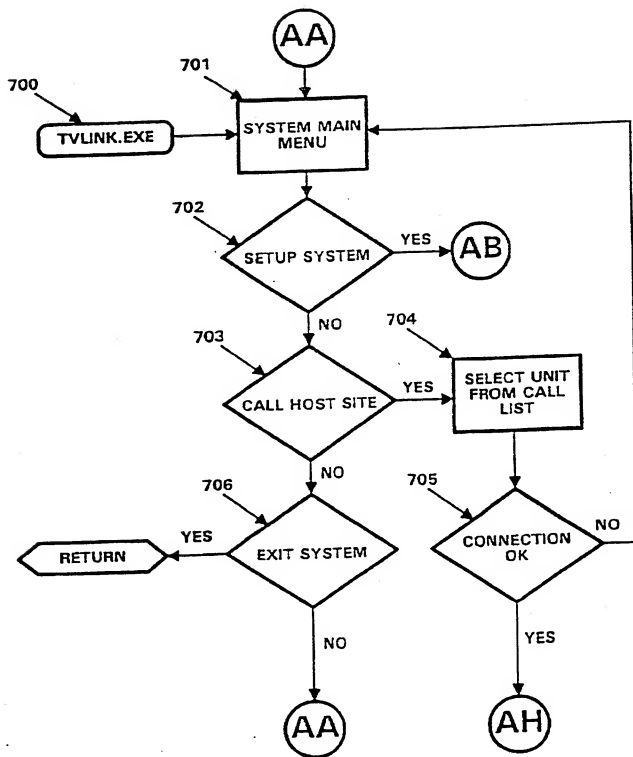 AA
701
700
TVLINK.EXE
SYSTEM MAIN
MENU
702
SETUP SYSTEM
YES
AB
NO
703
704
CALL HOST SITE
YES
SELECT UNIT
FROM CALL
LIST
NO
706
705
RETURN
YES
EXIT SYSTEM
CONNECTION
OK
NO
NO
YES
AA
AH